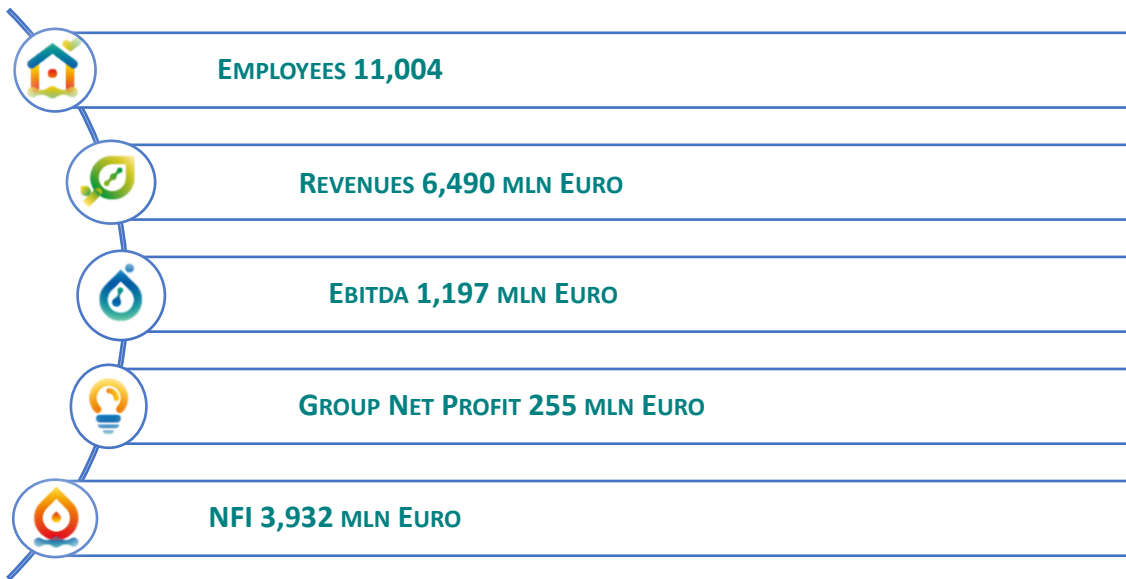 EMPLOYEES 11,004
REVENUES 6,490 MLN EURO
EBITDA 1,197 MLN EURO
GROUP NET PROFIT 255 MLN EURO
NFI 3,932 MLN EURO